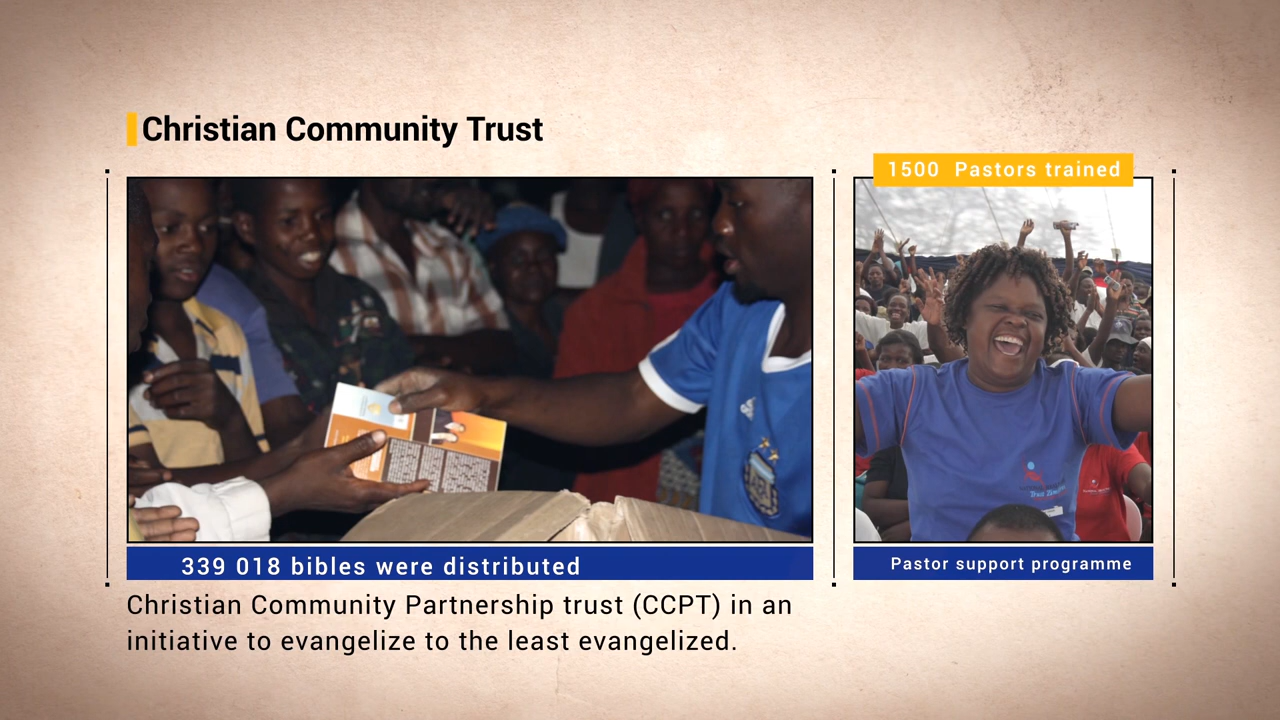 Christian Community Trust
1500 Pastors trained
339 018 bibles were distributed
Pastor support programme
Christian Community Partnership trust (CCPT) in an
initiative to evangelize to the least evangelized.